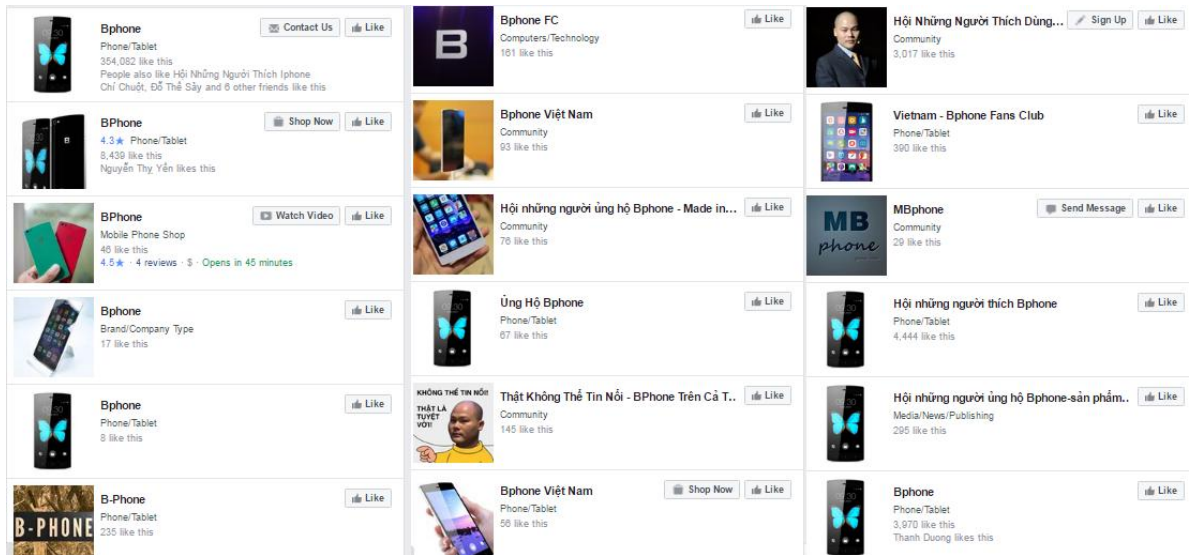 Bphone
Contact Us
Like
Phone/Tablet
354,082 like this
People also like Hội Những Người Thích Iphone
Chí Chuột, Đỗ Thế Sây and 6 other friends like this
BPhone
Shop Now
Like
4.3★ Phone/Tablet
8,439 like this
Nguyễn Thy Yến likes this
BPhone
Watch Video
Like
Mobile Phone Shop
46 like this
4.5★ · 4 reviews · $ · Opens in 45 minutes
Bphone
Like
Brand/Company Type
17 like this
Bphone
Like
Phone/Tablet
8 like this
B-PHONE
B-Phone
Like
Phone/Tablet
235 like this
B
Bphone FC
Like
Computers/Technology
161 like this
Bphone Việt Nam
Like
Community
93 like this
Hội những người ủng hộ Bphone - Made in...
Like
Community
76 like this
Ủng Hộ Bphone
Like
Phone/Tablet
67 like this
KHÔNG THỂ TIN NỔI!
THẬT LÀ
TUYỆT
VỜI!
Thật Không Thể Tin Nổi - BPhone Trên Cả T..
Like
Community
145 like this
Bphone Việt Nam
Shop Now
Like
Phone/Tablet
56 like this
Hội Những Người Thích Dùng...
Sign Up
Like
Community
3,017 like this
Vietnam - Bphone Fans Club
Like
Phone/Tablet
390 like this
MB
phone
MBphone
Send Message
Like
Community
29 like this
Hội những người thích Bphone
Like
Phone/Tablet
4,444 like this
Hội những người ủng hộ Bphone-sản phẩm..
Like
Media/News/Publishing
295 like this
Bphone
Like
Phone/Tablet
3,970 like this
Thanh Duong likes this